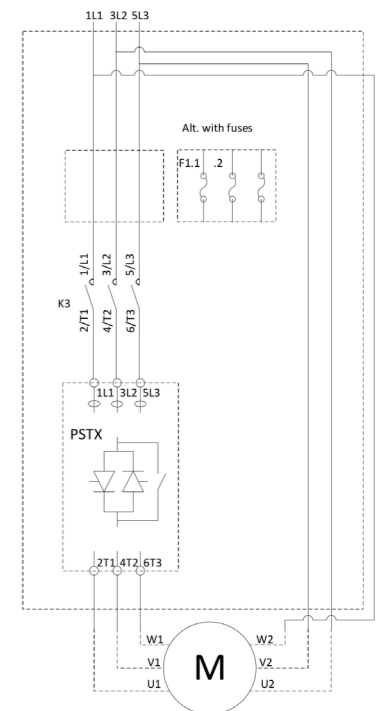 1L1 3L2 5L3
Alt. with fuses
F1.1 .2
1/L1 3/L2 5/L3
K3
2/T1 4/T2 6/T3
1L1 3L2 5L3
PSTX
2T1 4T2 6T3
W1 W2
M
V1 V2
U1 U2